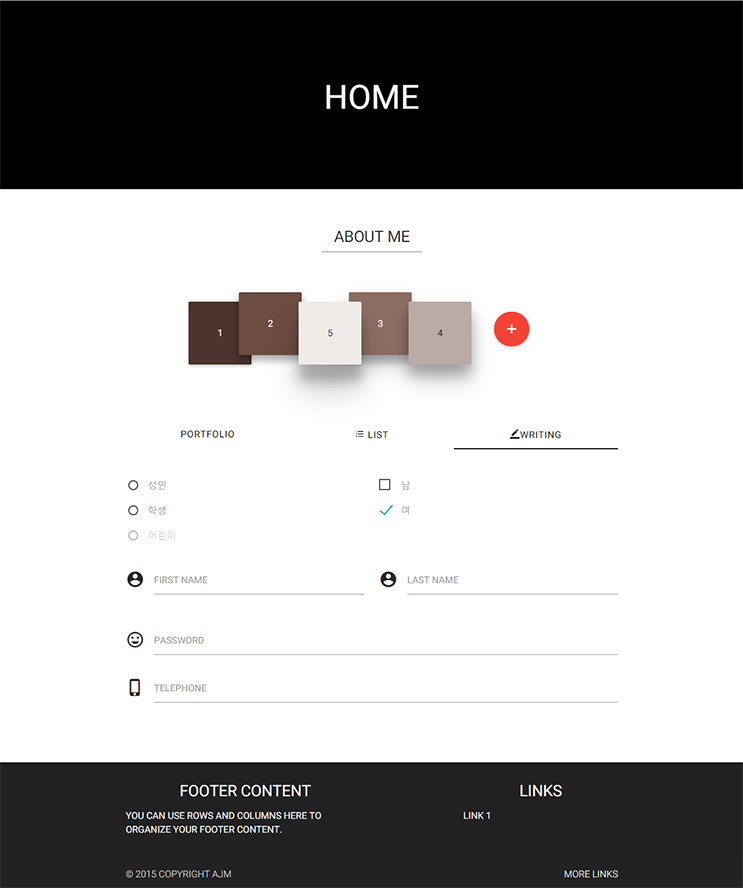 HOME
ABOUT ME
1
2
5
3
4
+
PORTFOLIO
LIST
WRITING
성인
남
학생
여
어린이
FIRST NAME
LAST NAME
PASSWORD
TELEPHONE
FOOTER CONTENT
LINKS
YOU CAN USE ROWS AND COLUMNS HERE TO
ORGANIZE YOUR FOOTER CONTENT.
LINK 1
© 2015 COPYRIGHT AJM
MORE LINKS